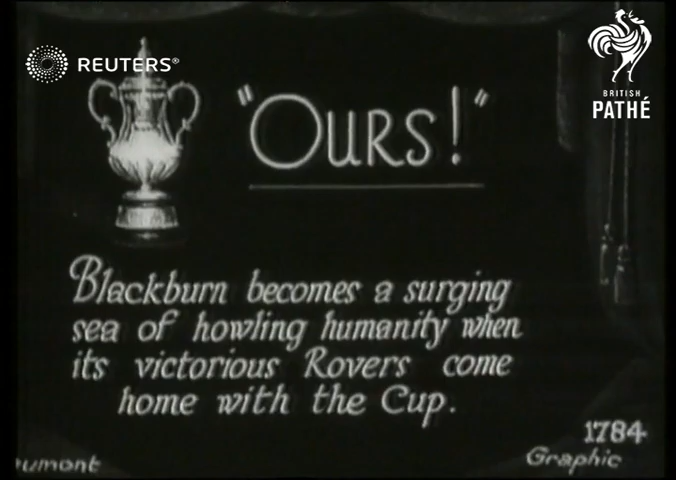 REUTERS®
BRITISH
PATHÉ
"OURS!"
Blackburn becomes a surging
sea of howling humanity when
its victorious Rovers come
home with the Cup.
1784
umont
Graphic